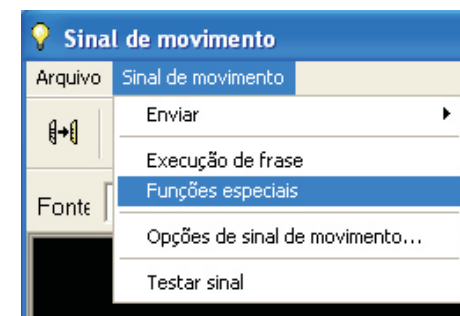 Sinal de movimento
Arquivo Sinal de movimento
Enviar
Execução de frase
Funções especiais
Fonte
Opções de sinal de movimento...
Testar sinal